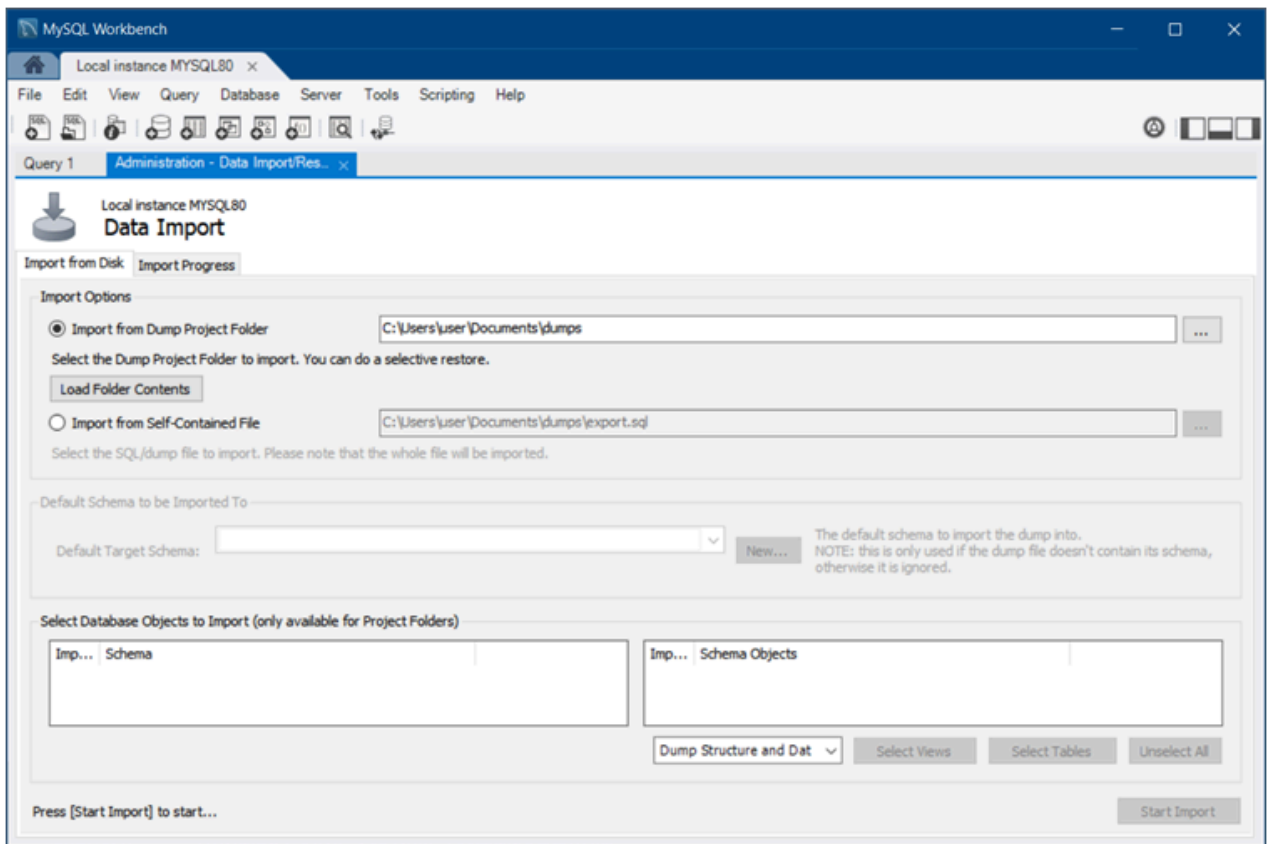 MySQL Workbench
Local instance MYSQL80
File Edit View Query Database Server Tools Scripting Help
Query 1 Administration - Data Import/Res...
Local instance MYSQL80
Data Import
Import from Disk Import Progress
Import Options
Import from Dump Project Folder C:\Users\user\Documents\dumps ...
Select the Dump Project Folder to import. You can do a selective restore.
Load Folder Contents
Import from Self-Contained File C:\Users\user\Documents\dumps\export.sql ...
Select the SQL/dump file to import. Please note that the whole file will be imported.
Default Schema to be Imported To
Default Target Schema: New...
The default schema to import the dump into.
NOTE: this is only used if the dump file doesn't contain its schema,
otherwise it is ignored.
Select Database Objects to Import (only available for Project Folders)
Imp... Schema Imp... Schema Objects
Dump Structure and Dat Select Views Select Tables Unselect All
Press [Start Import] to start... Start Import